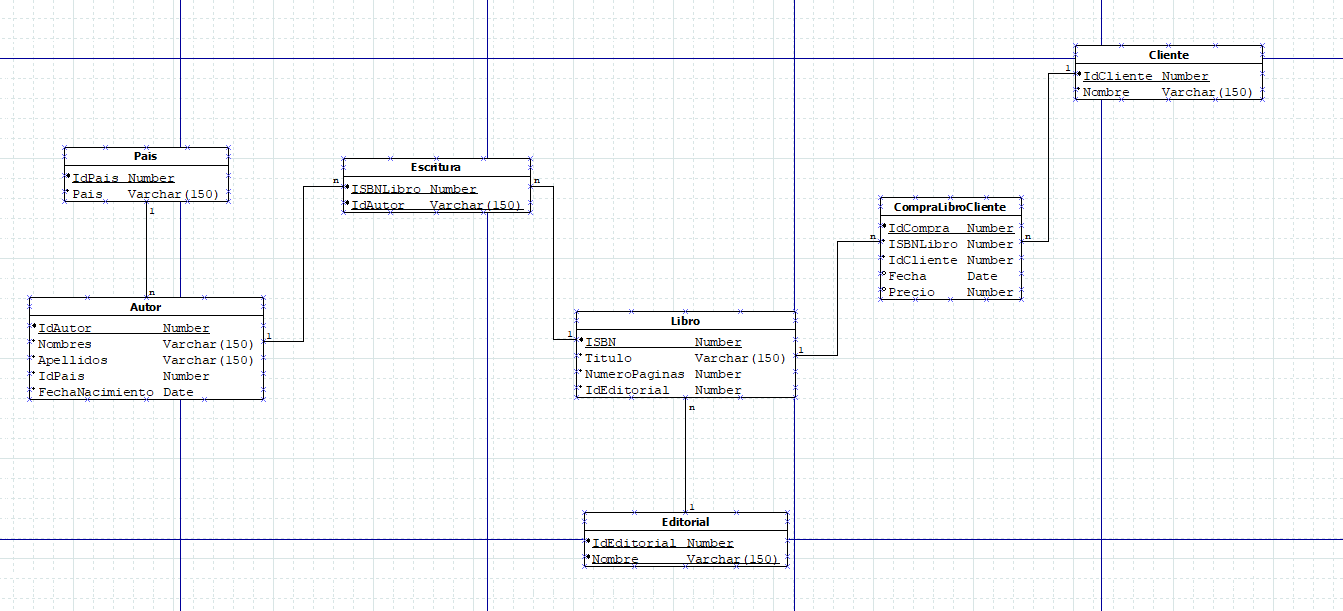 Cliente
IdCliente Number
Nombre Varchar(150)
1
Pais
IdPais Number
Pais Varchar(150)
1
n
Escritura
ISBNLibro Number
IdAutor Varchar(150)
n
n
CompraLibroCliente
IdCompra Number
ISBNLibro Number
IdCliente Number
Fecha Date
Precio Number
n
n
Autor
IdAutor Number
Nombres Varchar(150)
Apellidos Varchar(150)
IdPais Number
FechaNacimiento Date
1
Libro
ISBN Number
Titulo Varchar(150)
NumeroPaginas Number
IdEditorial Number
1
1
n
1
Editorial
IdEditorial Number
Nombre Varchar(150)